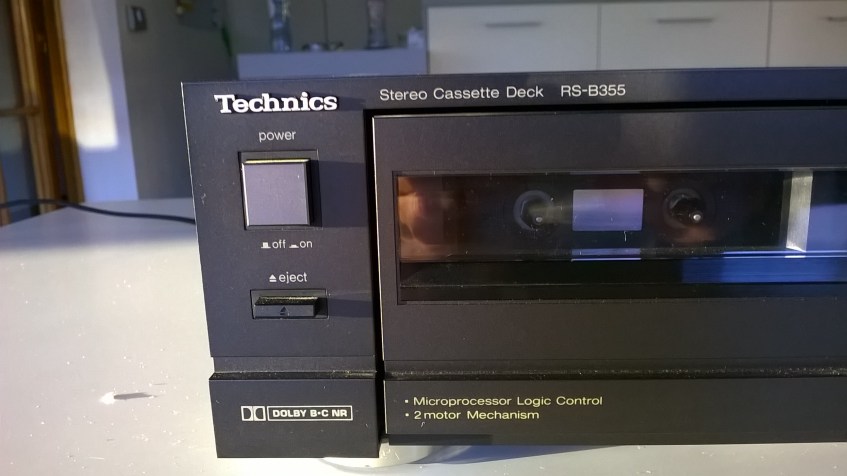 Technics
Stereo Cassette Deck RS-B355
power
off on
eject
DOLBY B•C NR
• Microprocessor Logic Control
• 2 motor Mechanism